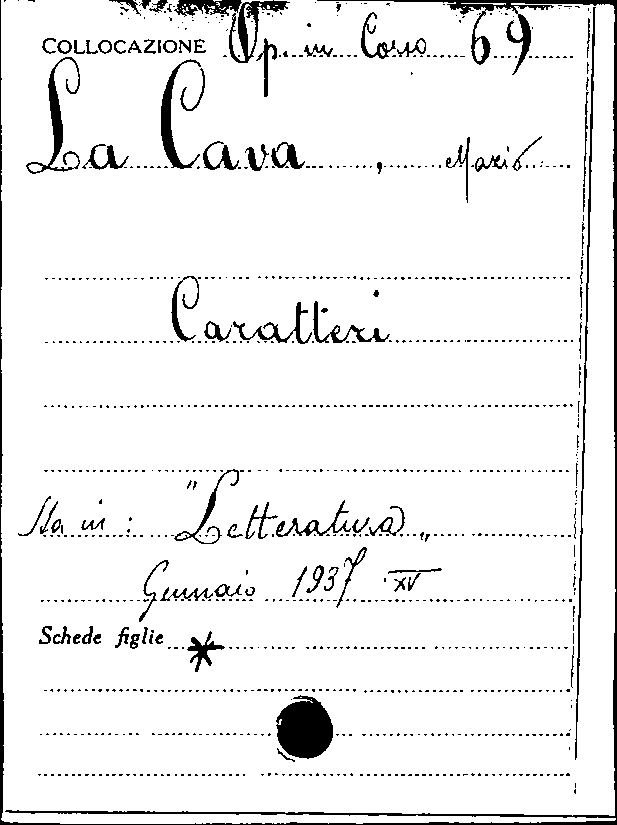 COLLOCAZIONE Op. in Corso 69
La Cava, Mario
Caratteri
Sta in: "Letteratura„
Gennaio 1937 XV
Schede figlie *